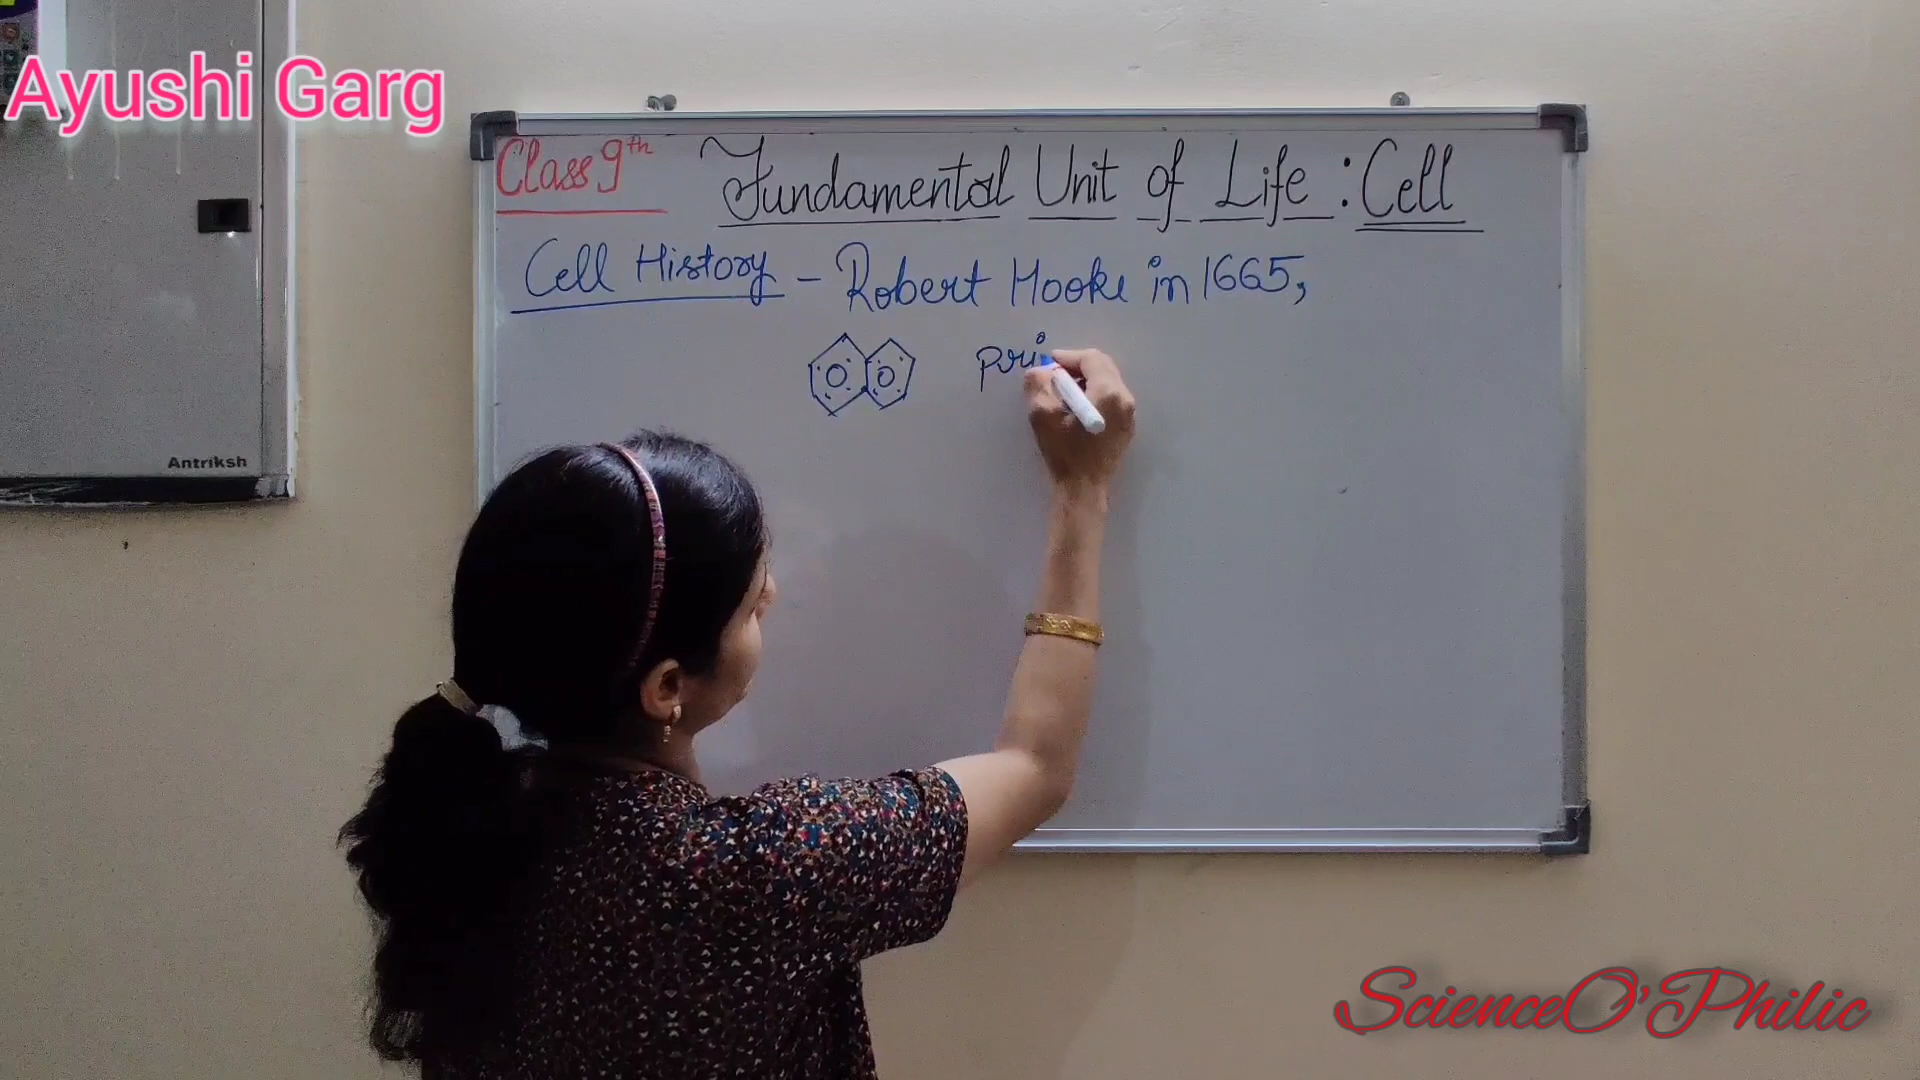 Ayushi Garg
Class 9th Fundamental Unit of Life : Cell
Cell History - Robert Hooke in 1665,
pri
Antriksh
ScienceO'Philic